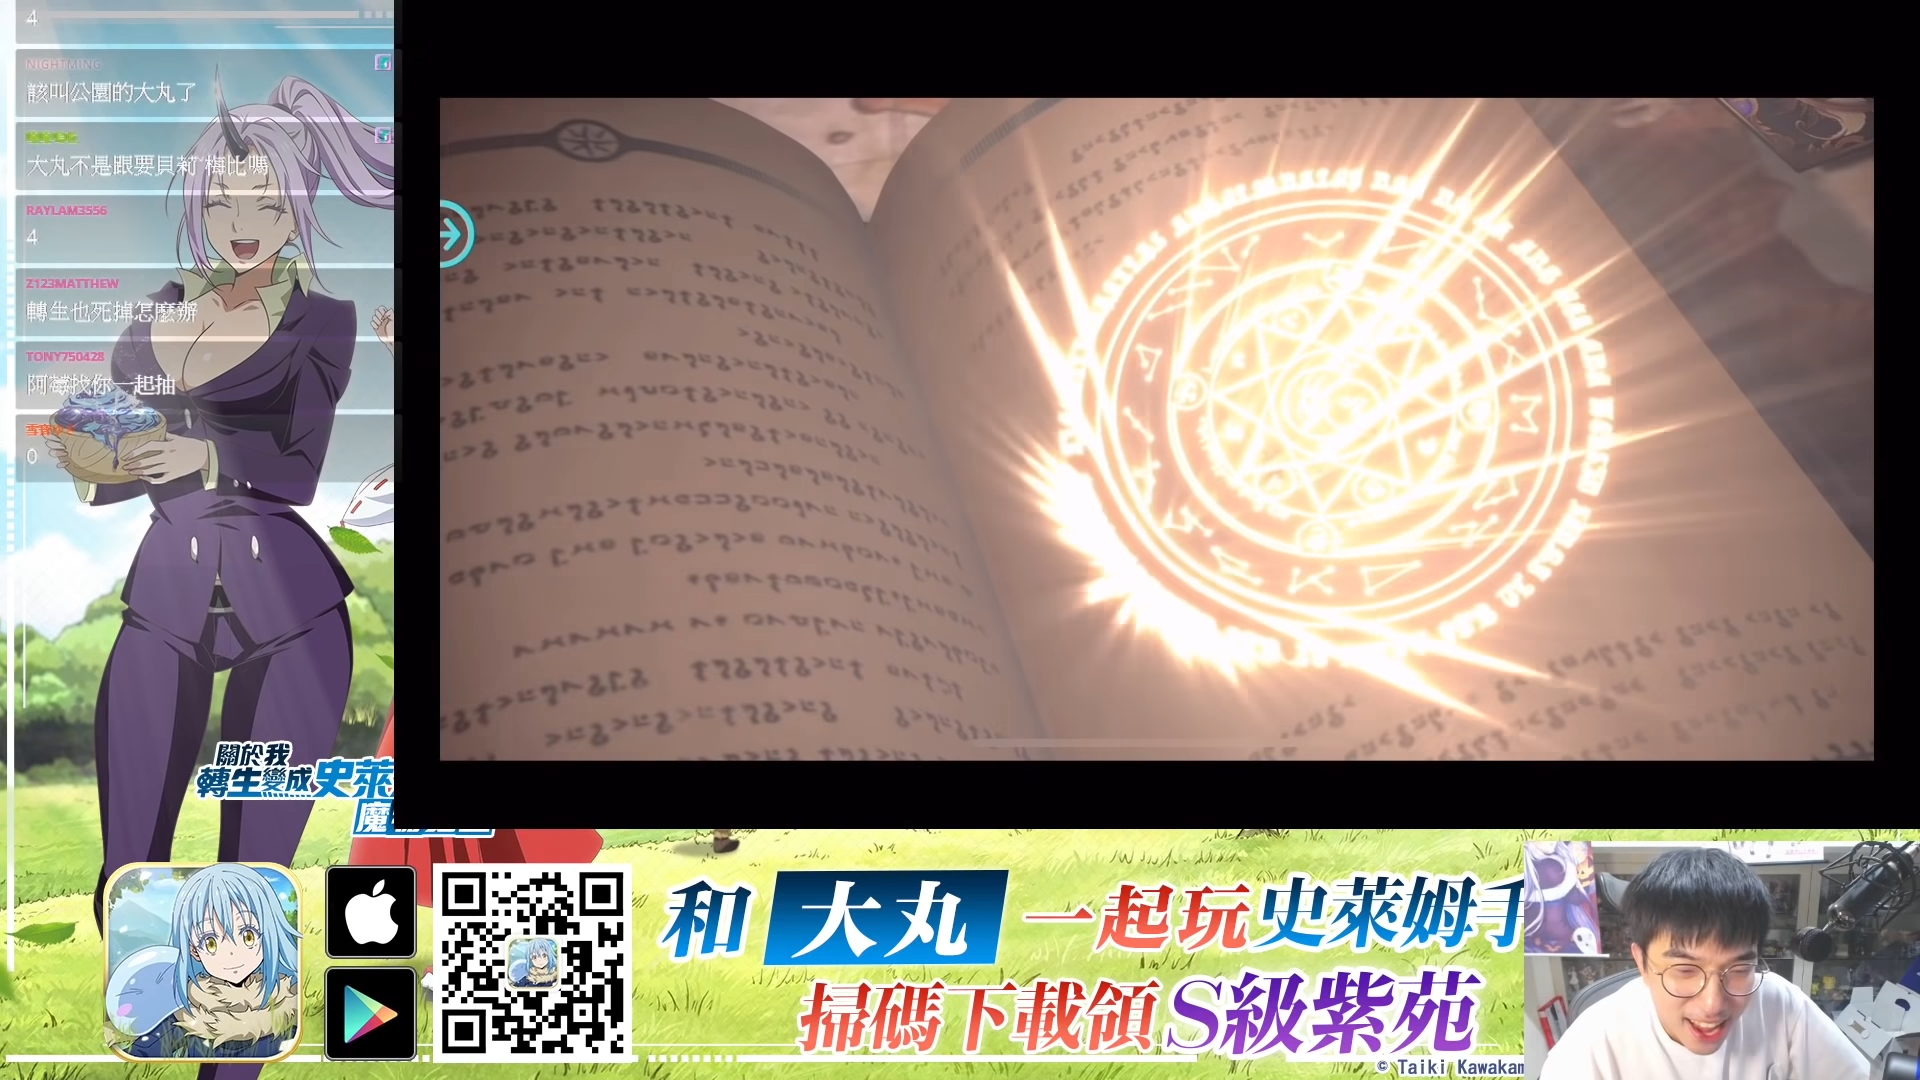 4
NIGHTMING
該叫公園的大丸了
大丸不是跟要貝莉 梅比嗎
RAYLAM3556
4
Z123MATTHEW
轉生也死掉怎麼辦
TONY750428
阿莓找你一起抽
0
關於我
轉生變成史萊
魔
和 大丸 一起玩史萊姆手
掃碼下載領S級紫苑
© Taiki Kawakam